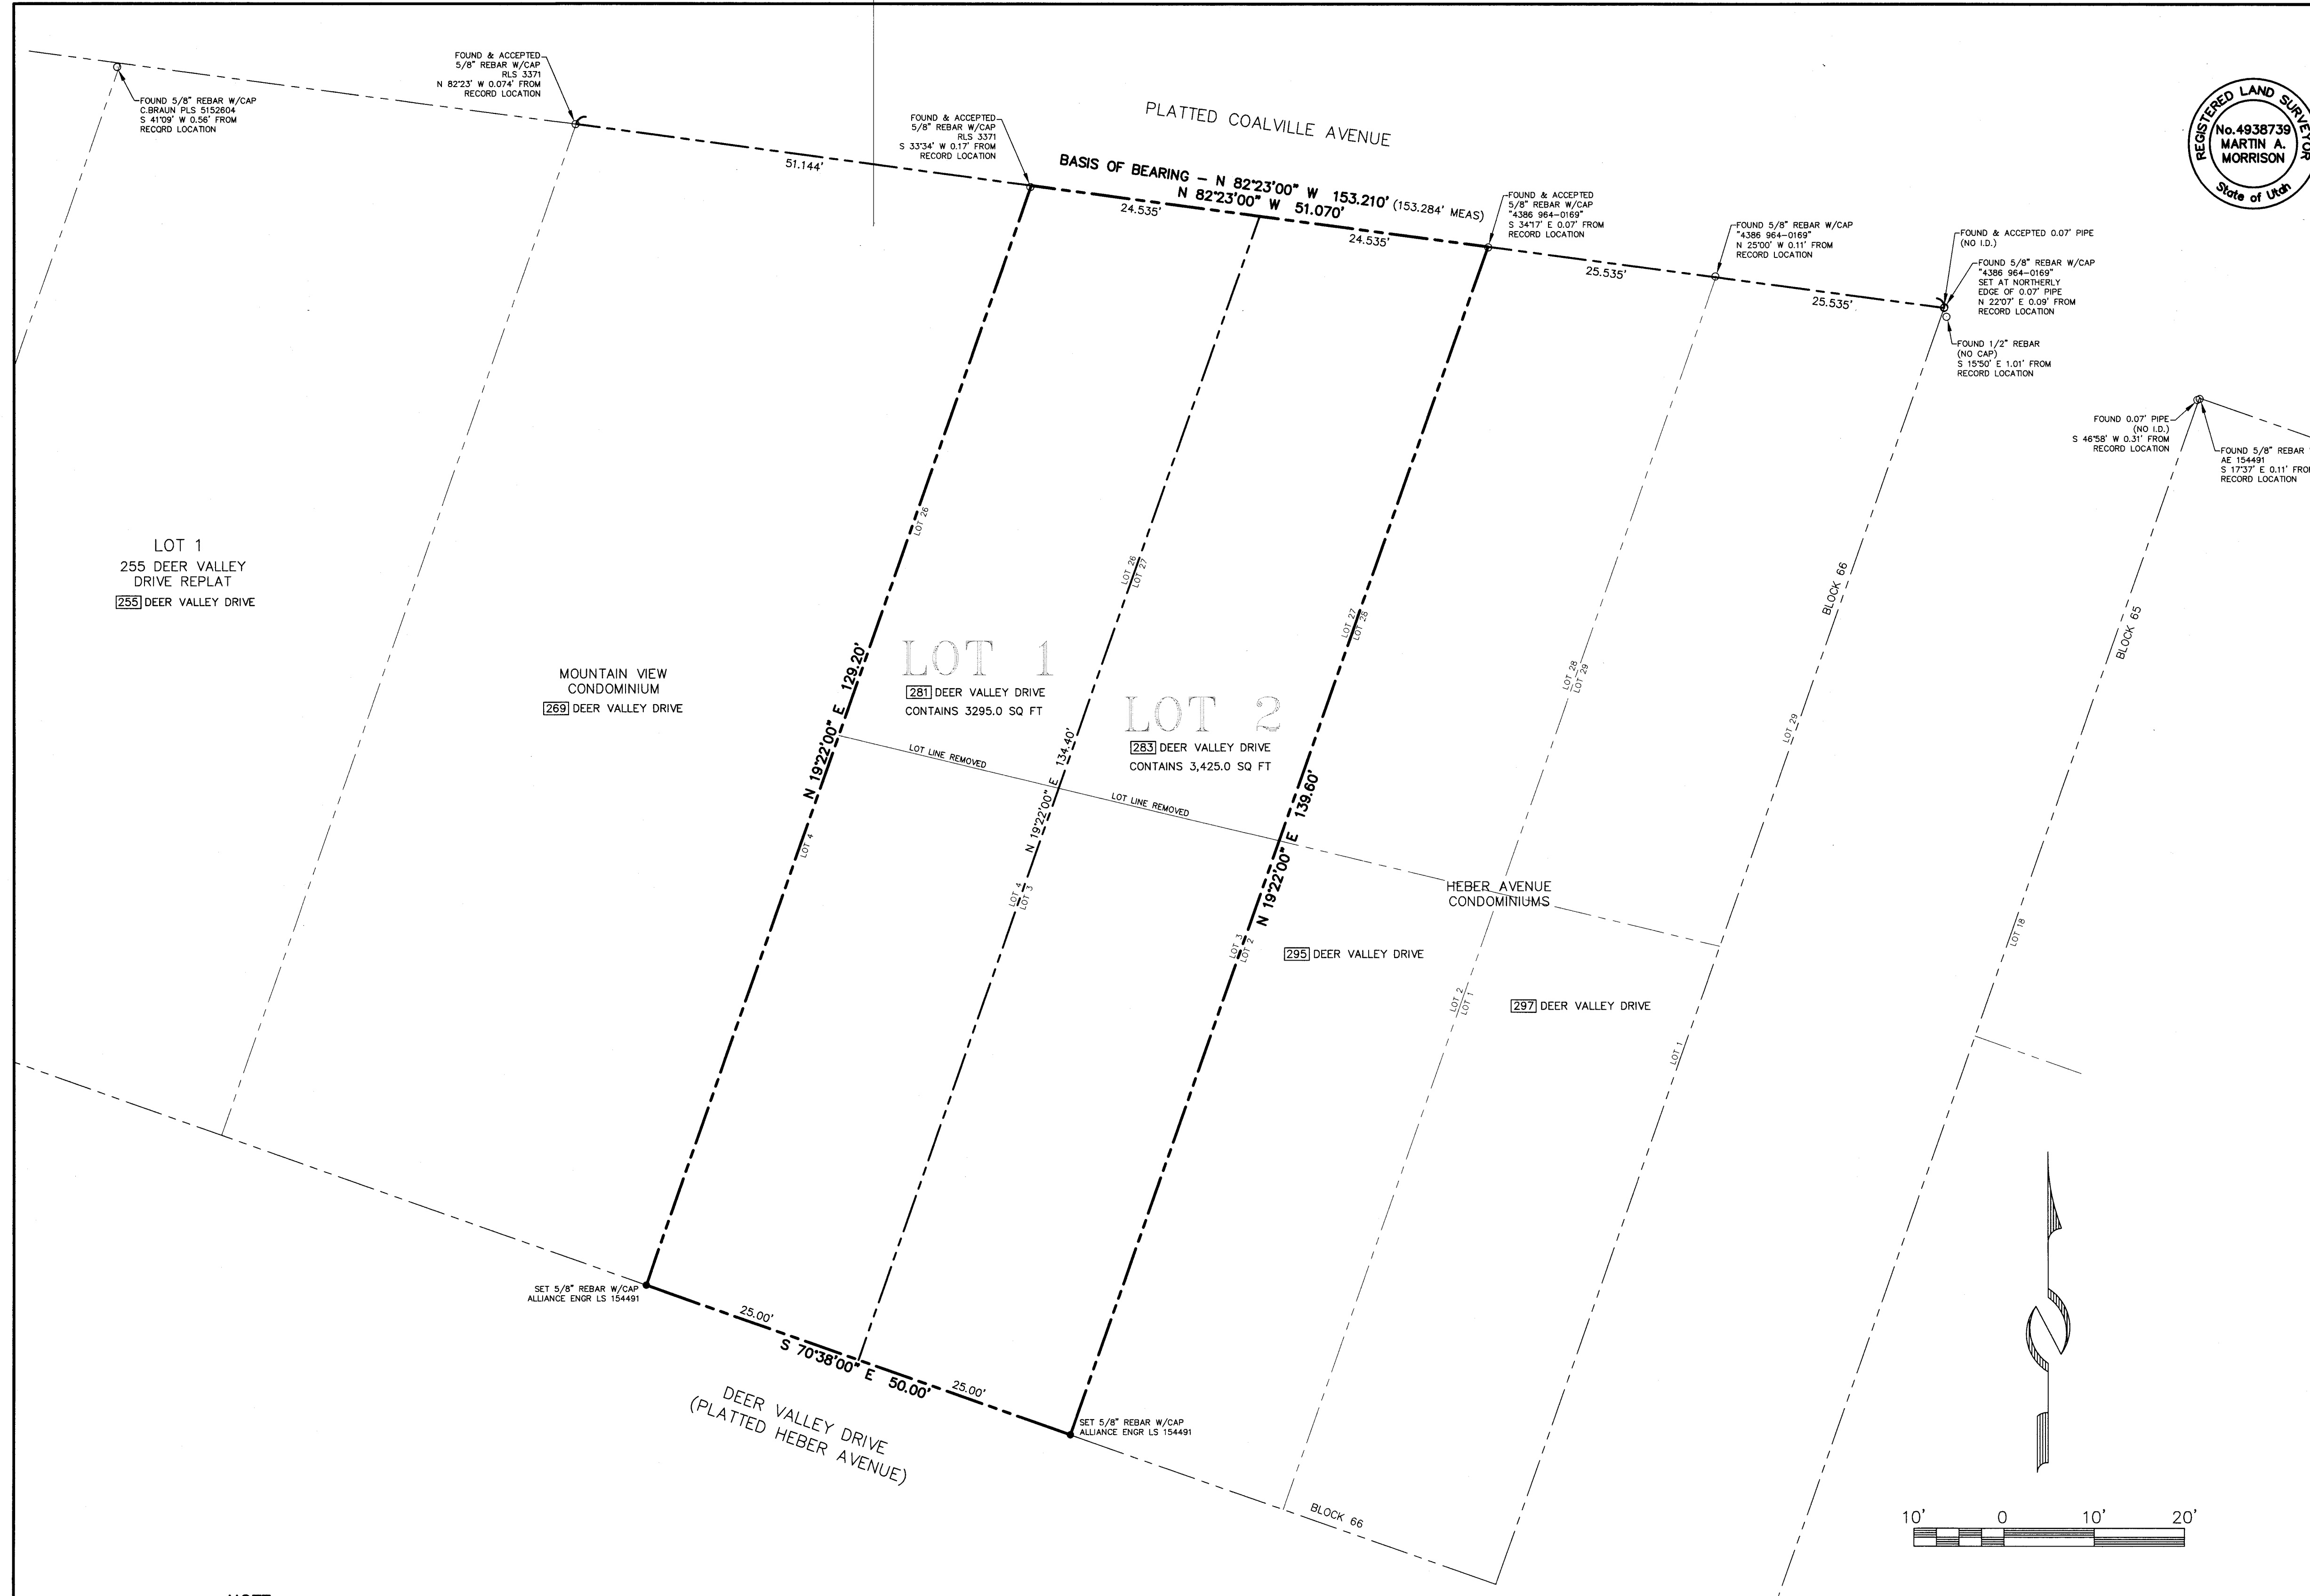 FOUND 5/8" REBAR W/CAP
C.BRAUN PLS 5152604
S 41°09' W 0.56' FROM
RECORD LOCATION
FOUND & ACCEPTED
5/8" REBAR W/CAP
RLS 3371
N 82°23' W 0.074' FROM
RECORD LOCATION
51.144'
FOUND & ACCEPTED
5/8" REBAR W/CAP
RLS 3371
S 33°34' W 0.17' FROM
RECORD LOCATION
PLATTED COALVILLE AVENUE
BASIS OF BEARING – N 82°23'00" W 153.210' (153.284' MEAS)
N 82°23'00" W 51.070'
24.535'
24.535'
FOUND & ACCEPTED
5/8" REBAR W/CAP
"4386 964-0169"
S 34°17' E 0.07' FROM
RECORD LOCATION
25.535'
FOUND 5/8" REBAR W/CAP
"4386 964-0169"
N 25°00' W 0.11' FROM
RECORD LOCATION
25.535'
FOUND & ACCEPTED 0.07' PIPE
(NO I.D.)
FOUND 5/8" REBAR W/CAP
"4386 964-0169"
SET AT NORTHERLY
EDGE OF 0.07' PIPE
N 22°07' E 0.09' FROM
RECORD LOCATION
FOUND 1/2" REBAR
(NO CAP)
S 15°50' E 1.01' FROM
RECORD LOCATION
REGISTERED LAND SURVEYOR
No.4938739
MARTIN A.
MORRISON
State of Utah
FOUND 0.07' PIPE
(NO I.D.)
S 46°58' W 0.31' FROM
RECORD LOCATION
FOUND 5/8" REBAR
AE 154491
S 17°37' E 0.11' FROM
RECORD LOCATION
LOT 1
255 DEER VALLEY
DRIVE REPLAT
255 DEER VALLEY DRIVE
MOUNTAIN VIEW
CONDOMINIUM
269 DEER VALLEY DRIVE
LOT 26
N 19°22'00" E 129.20'
LOT 4
LOT 1
281 DEER VALLEY DRIVE
CONTAINS 3295.0 SQ FT
LOT LINE REMOVED
LOT 26
LOT 27
N 19°22'00" E 134.40'
LOT 4
LOT 3
LOT 2
283 DEER VALLEY DRIVE
CONTAINS 3,425.0 SQ FT
LOT LINE REMOVED
LOT 27
LOT 28
N 19°22'00" E 139.60'
LOT 3
LOT 2
LOT 28
LOT 29
HEBER AVENUE
CONDOMINIUMS
295 DEER VALLEY DRIVE
LOT 2
LOT 1
297 DEER VALLEY DRIVE
BLOCK 66
LOT 29
LOT 1
BLOCK 65
LOT 18
SET 5/8" REBAR W/CAP
ALLIANCE ENGR LS 154491
25.00'
S 70°38'00" E 50.00'
25.00'
DEER VALLEY DRIVE
(PLATTED HEBER AVENUE)
SET 5/8" REBAR W/CAP
ALLIANCE ENGR LS 154491
BLOCK 66
10' 0 10' 20'